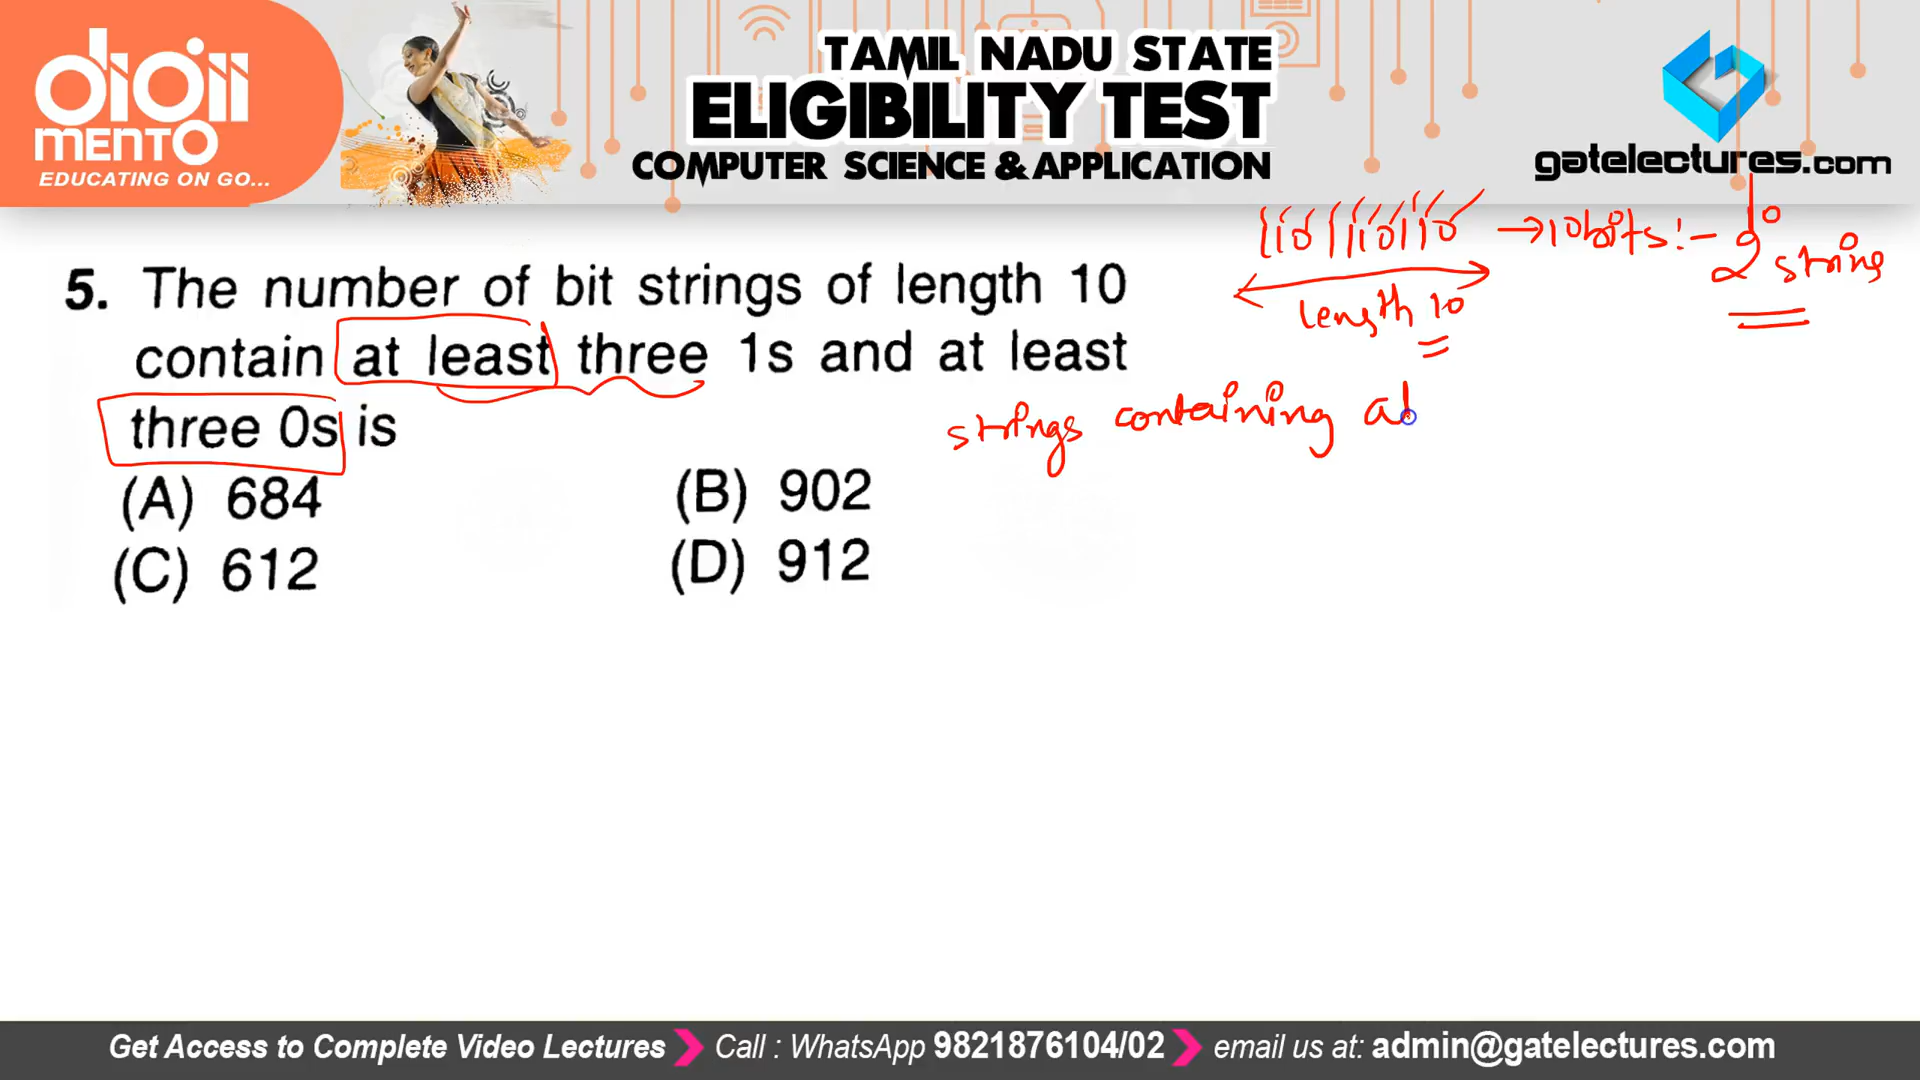 digii
MENTO
EDUCATING ON GO...
TAMIL NADU STATE
ELIGIBILITY TEST
COMPUTER SCIENCE & APPLICATION
gatelectures.com
→10bits:- 2^10 string
length 10
5. The number of bit strings of length 10
contain at least three 1s and at least
three 0s is
strings containing at
(A) 684 (B) 902
(C) 612 (D) 912
Get Access to Complete Video Lectures Call : WhatsApp 9821876104/02 email us at: admin@gatelectures.com